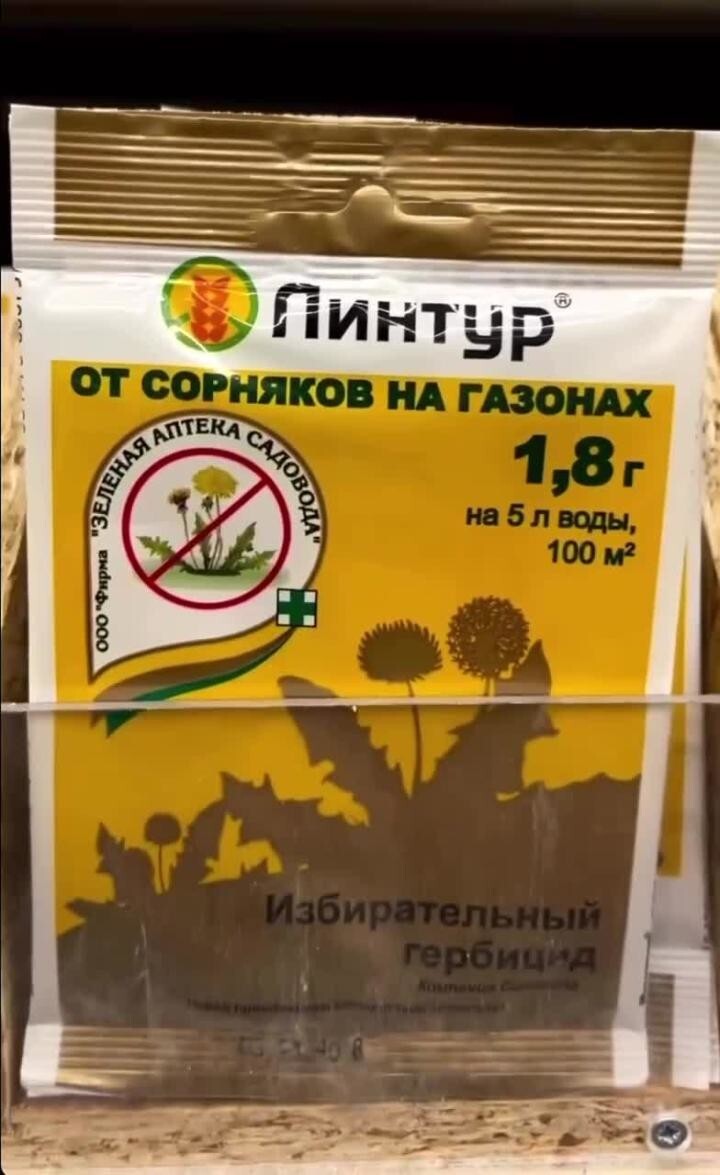 Линтур®
ОТ СОРНЯКОВ НА ГАЗОНАХ
ООО "Фирма "ЗЕЛЕНАЯ АПТЕКА САДОВОДА"
1,8 г
на 5 л воды,
100 м²
Избирательный
гербицид